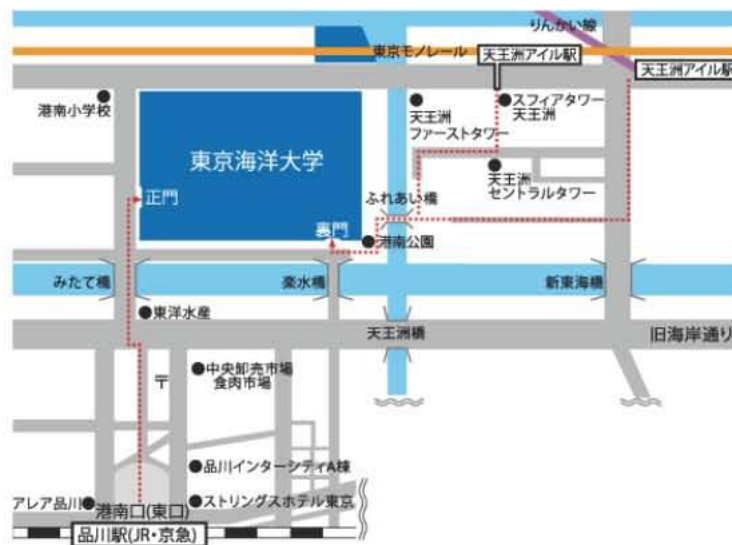 りんかい線
東京モノレール
天王洲アイル駅
天王洲アイル駅
港南小学校
天王洲
ファーストタワー
スフィアタワー
天王洲
東京海洋大学
天王洲
セントラルタワー
正門
ふれあい橋
裏門
港南公園
みたて橋
楽水橋
新東海橋
東洋水産
天王洲橋
旧海岸通り
〒
中央卸売市場
食肉市場
品川インターシティA棟
アレア品川
港南口(東口)
ストリングスホテル東京
品川駅(JR・京急)